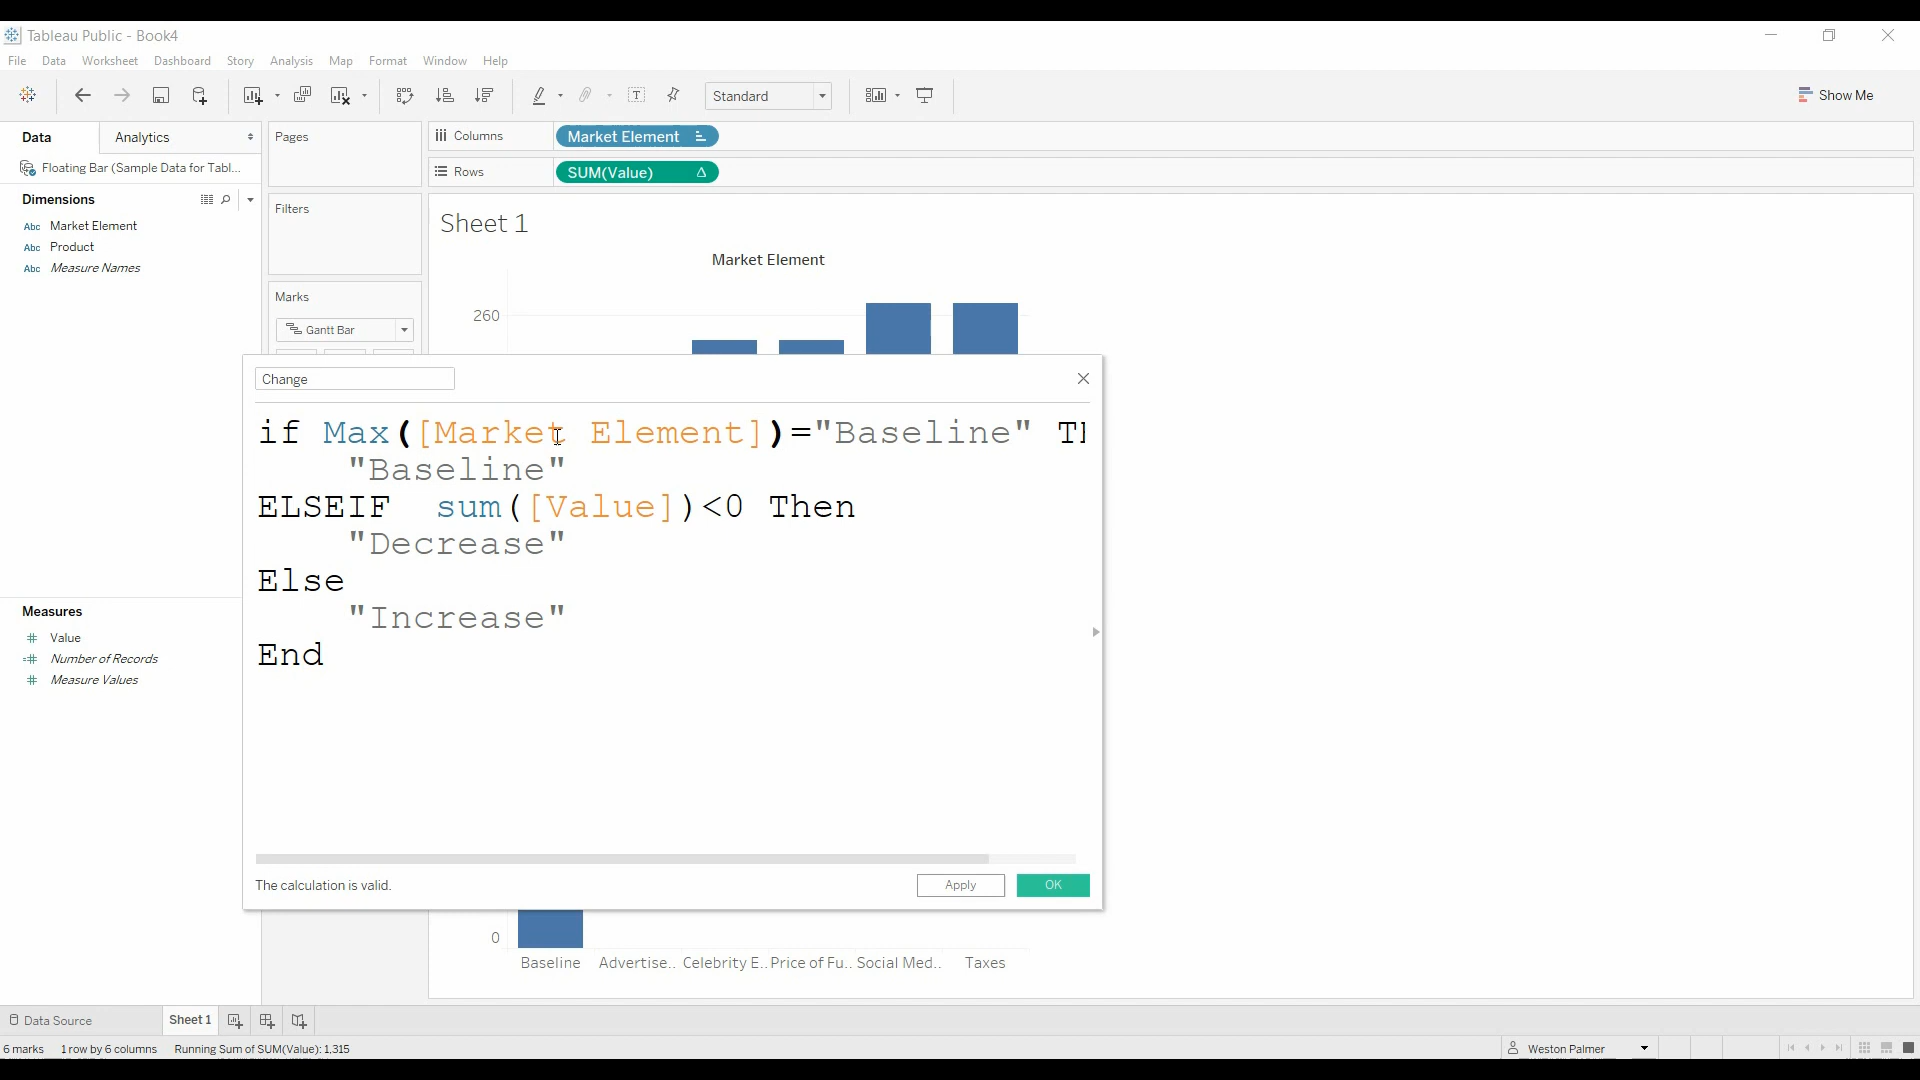 Tableau Public - Book4
File Data Worksheet Dashboard Story Analysis Map Format Window Help
Standard
Show Me
Data Analytics
Floating Bar (Sample Data for Tabl...
Dimensions
Abc Market Element
Abc Product
Abc Measure Names
Measures
Value
Number of Records
Measure Values
Pages
Filters
Marks
Gantt Bar
Columns Market Element
Rows SUM(Value)
Sheet 1
Market Element
260
Change
if Max([Market Element])="Baseline"
"Baseline"
ELSEIF sum([Value])<0 Then
"Decrease"
Else
"Increase"
End
The calculation is valid.
Apply OK
0
Baseline Advertise.. Celebrity E.. Price of Fu.. Social Med.. Taxes
Data Source Sheet 1
6 marks 1 row by 6 columns Running Sum of SUM(Value): 1,315
Weston Palmer